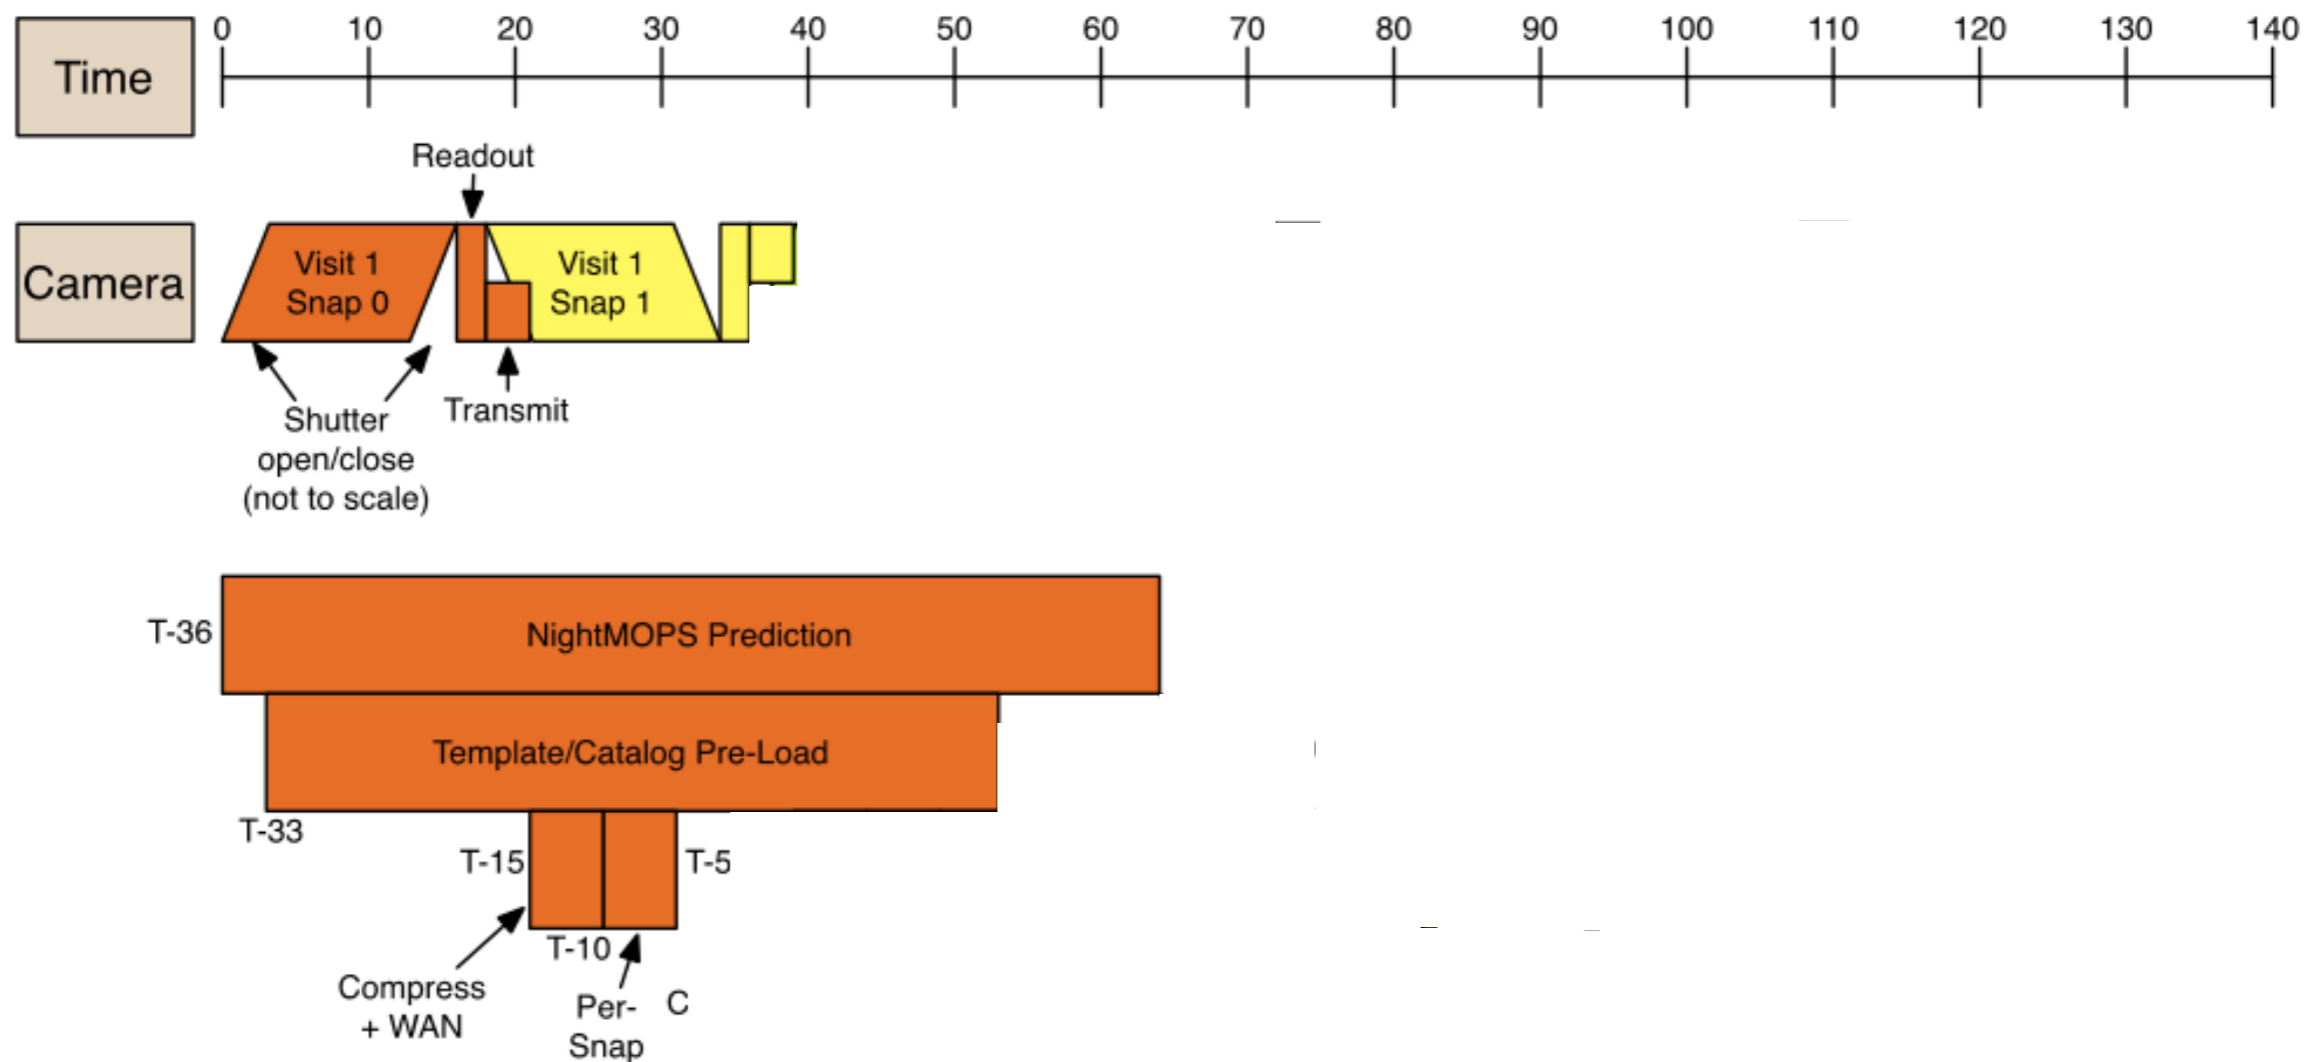 0 10 20 30 40 50 60 70 80 90 100 110 120 130 140
Time
Readout
Camera
Visit 1
Snap 0
Visit 1
Snap 1
Shutter
open/close
(not to scale)
Transmit
T-36
NightMOPS Prediction
Template/Catalog Pre-Load
T-33
T-15
T-5
T-10
Compress
+ WAN
Per-
Snap
C